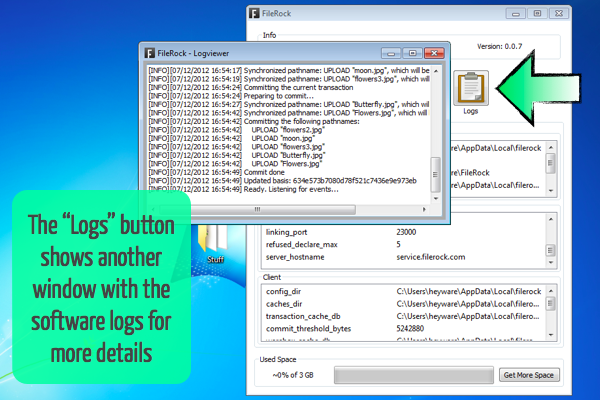 FileRock
Info
Version: 0.0.7
FileRock - Logviewer
[INFO][07/12/2012 16:54:17] Synchronized pathname: UPLOAD "moon.jpg", which will be
[INFO][07/12/2012 16:54:24] Synchronized pathname: UPLOAD "flowers3.jpg", which will
[INFO][07/12/2012 16:54:24] Committing the current transaction
[INFO][07/12/2012 16:54:24] Preparing to commit...
[INFO][07/12/2012 16:54:27] Synchronized pathname: UPLOAD "Butterfly.jpg", which wil
[INFO][07/12/2012 16:54:42] Synchronized pathname: UPLOAD "Flowers.jpg", which will
[INFO][07/12/2012 16:54:42] Committing the following pathnames:
[INFO][07/12/2012 16:54:42] UPLOAD "flowers2.jpg"
[INFO][07/12/2012 16:54:42] UPLOAD "moon.jpg"
[INFO][07/12/2012 16:54:42] UPLOAD "flowers3.jpg"
[INFO][07/12/2012 16:54:42] UPLOAD "Butterfly.jpg"
[INFO][07/12/2012 16:54:42] UPLOAD "Flowers.jpg"
[INFO][07/12/2012 16:54:49] Commit done
[INFO][07/12/2012 16:54:49] Updated basis: 634e573b7080d78f521c7436e9e973eb
[INFO][07/12/2012 16:54:49] Ready. Listening for events...
Logs
\AppData\Local\filerock
\FileRock
\AppData\Local\filerock
linking_port 23000
refused_declare_max 5
server_hostname service.filerock.com
Client
config_dir C:\Users\heyware\AppData\Local\filero...
caches_dir C:\Users\heyware\AppData\Local\filero...
transaction_cache_db C:\Users\heyware\AppData\Local\filero...
commit_threshold_bytes 5242880
Used Space
~0% of 3 GB
Get More Space
Stuff
The “Logs” button
shows another
window with the
software logs for
more details